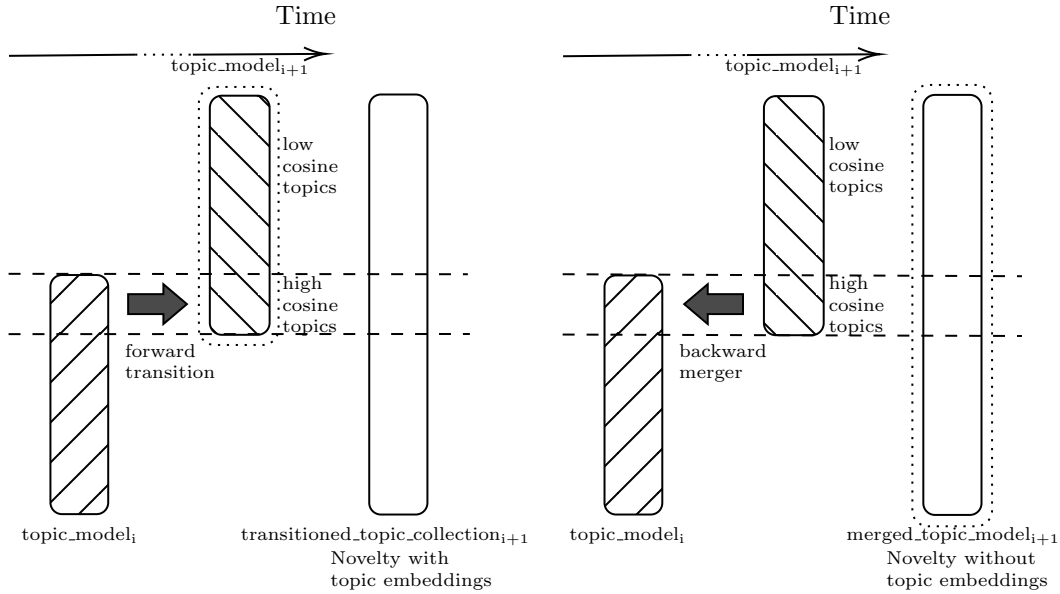 Time
topic_model_{i+1}
low
cosine
topics
high
cosine
topics
forward
transition
topic_model_i
transitioned_topic_collection_{i+1}
Novelty with
topic embeddings
Time
topic_model_{i+1}
low
cosine
topics
high
cosine
topics
backward
merger
topic_model_i
merged_topic_model_{i+1}
Novelty without
topic embeddings